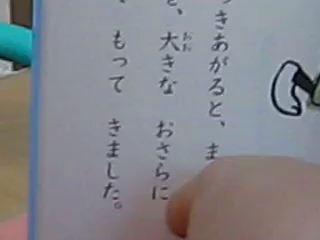 きあがると、ま
、大きな おさらに
、もって きました。